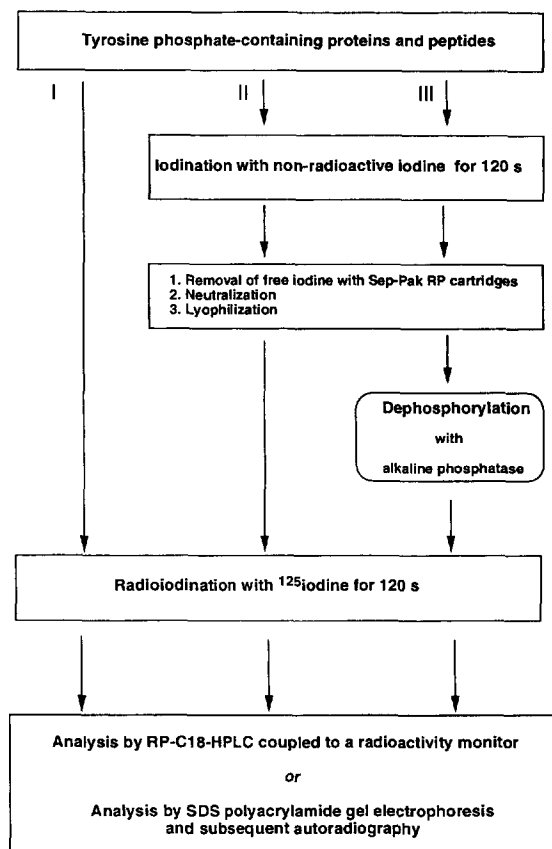 Tyrosine phosphate-containing proteins and peptides
I II III
Iodination with non-radioactive iodine for 120 s
1. Removal of free iodine with Sep-Pak RP cartridges
2. Neutralization
3. Lyophilization
Dephosphorylation
with
alkaline phosphatase
Radioiodination with ¹²⁵iodine for 120 s
Analysis by RP-C18-HPLC coupled to a radioactivity monitor
or
Analysis by SDS polyacrylamide gel electrophoresis
and subsequent autoradiography